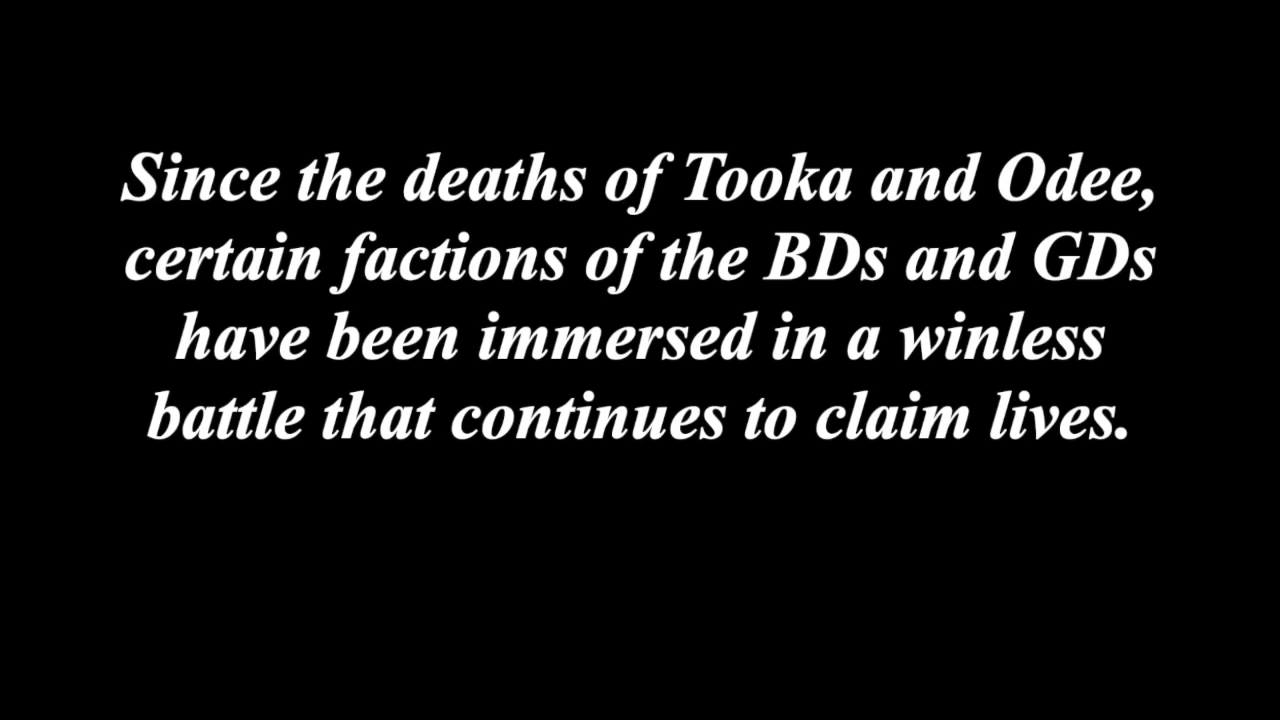 Since the deaths of Tooka and Odee,
certain factions of the BDs and GDs
have been immersed in a winless
battle that continues to claim lives.